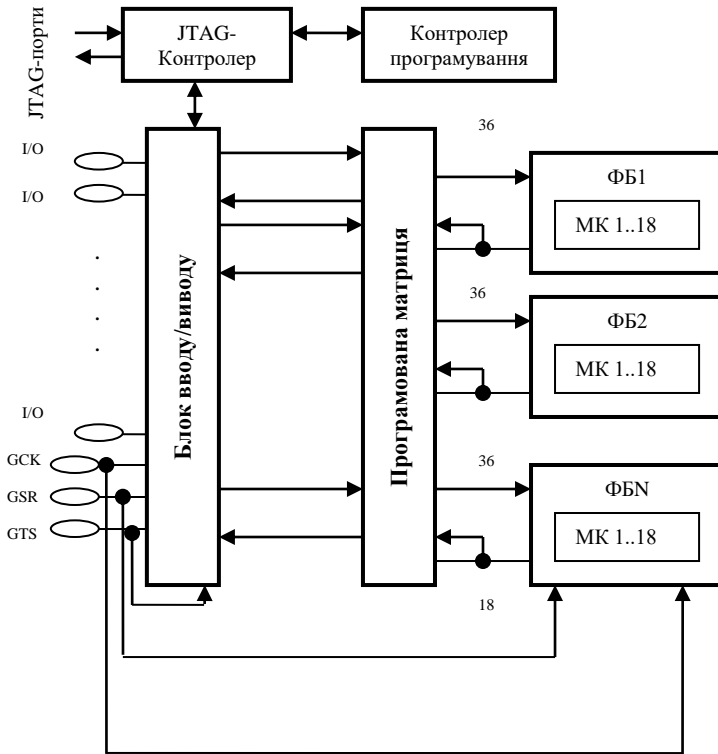 JTAG-порти
JTAG-
Контролер
Контролер
програмування
I/O
I/O
.
.
.
.
I/O
GCK
GSR
GTS
Блок вводу/виводу
Програмована матриця
36
ФБ1
МК 1..18
36
ФБ2
МК 1..18
36
ФБN
МК 1..18
18